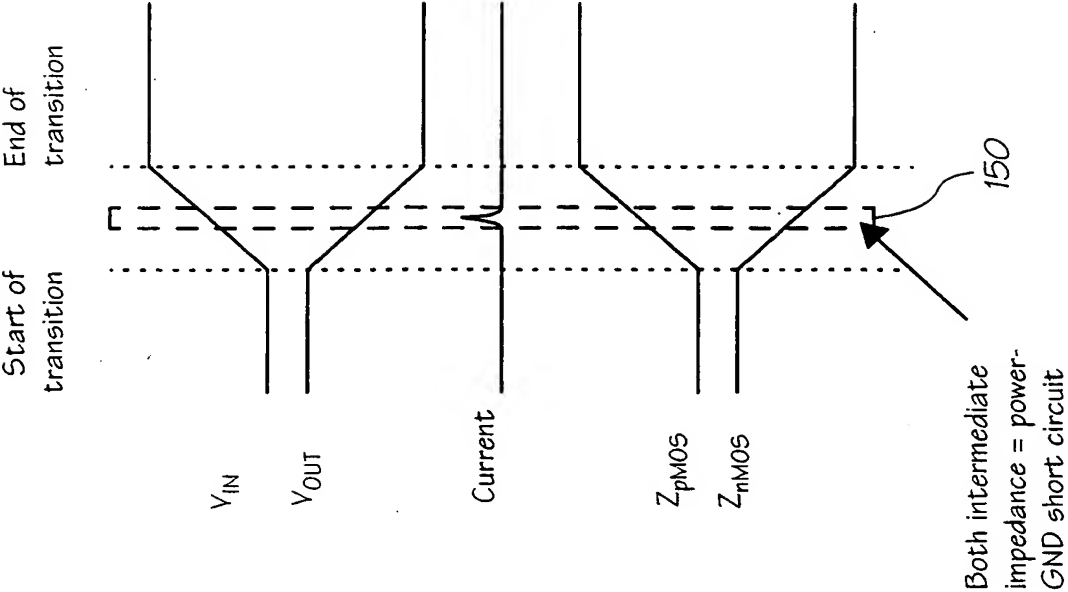 Start of
transition
End of
transition
V_IN
V_OUT
Current
Z_pMOS
Z_nMOS
150
Both intermediate
impedance = power-
GND short circuit